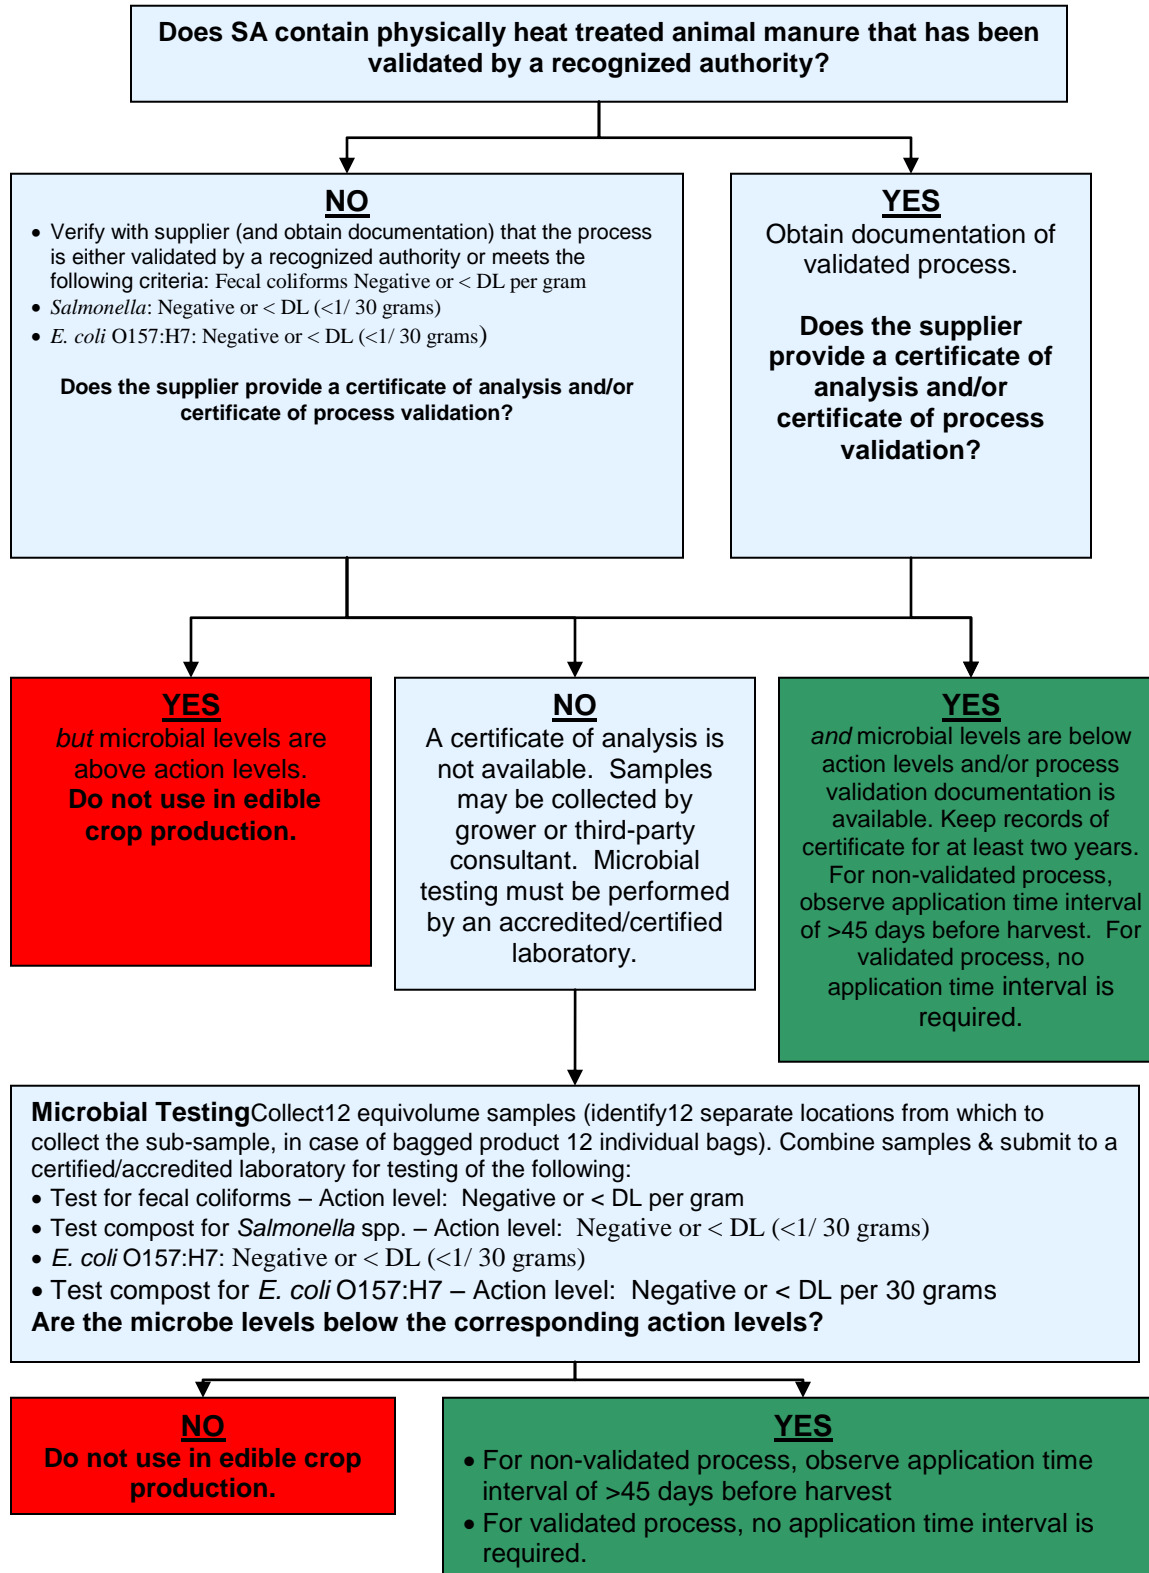 Does SA contain physically heat treated animal manure that has been
validated by a recognized authority?
NO
• Verify with supplier (and obtain documentation) that the process
is either validated by a recognized authority or meets the
following criteria: Fecal coliforms Negative or < DL per gram
• Salmonella: Negative or < DL (<1/ 30 grams)
• E. coli O157:H7: Negative or < DL (<1/ 30 grams)
Does the supplier provide a certificate of analysis and/or
certificate of process validation?
YES
Obtain documentation of
validated process.
Does the supplier
provide a certificate of
analysis and/or
certificate of process
validation?
YES
but microbial levels are
above action levels.
Do not use in edible
crop production.
NO
A certificate of analysis is
not available.  Samples
may be collected by
grower or third-party
consultant.  Microbial
testing must be performed
by an accredited/certified
laboratory.
YES
and microbial levels are below
action levels and/or process
validation documentation is
available. Keep records of
certificate for at least two years.
For non-validated process,
observe application time interval
of >45 days before harvest.  For
validated process, no
application time interval is
required.
Microbial TestingCollect12 equivolume samples (identify12 separate locations from which to
collect the sub-sample, in case of bagged product 12 individual bags). Combine samples & submit to a
certified/accredited laboratory for testing of the following:
• Test for fecal coliforms – Action level:  Negative or < DL per gram
• Test compost for Salmonella spp. – Action level:  Negative or < DL (<1/ 30 grams)
• E. coli O157:H7: Negative or < DL (<1/ 30 grams)
• Test compost for E. coli O157:H7 – Action level:  Negative or < DL per 30 grams
Are the microbe levels below the corresponding action levels?
NO
Do not use in edible crop
production.
YES
• For non-validated process, observe application time
interval of >45 days before harvest
• For validated process, no application time interval is
required.